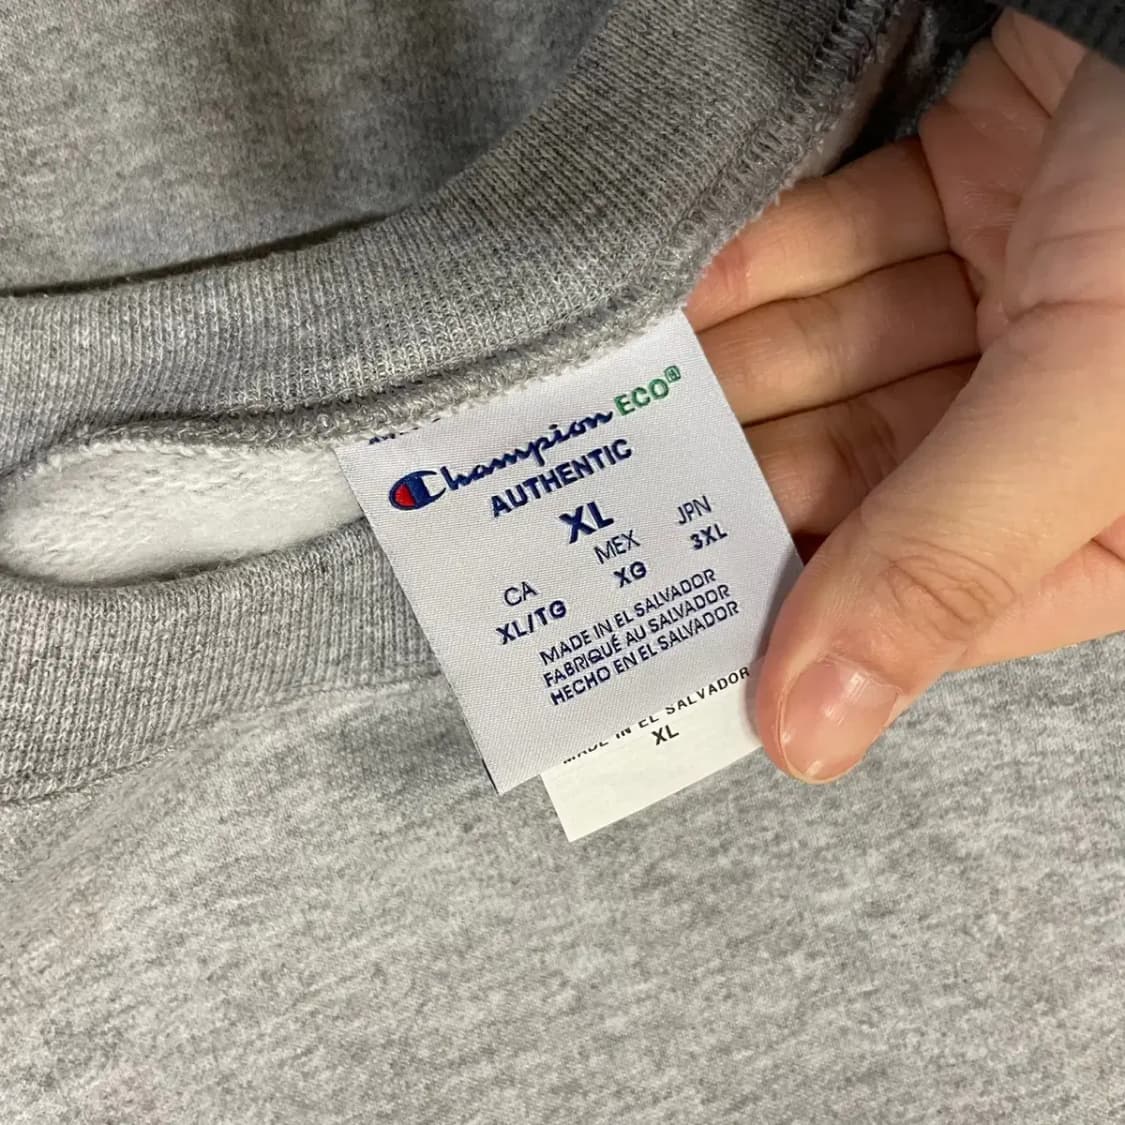 Champion ECO®
AUTHENTIC
XL
CA MEX JPN
XL/TG XG 3XL
MADE IN EL SALVADOR
FABRIQUÉ AU SALVADOR
HECHO EN EL SALVADOR
MADE IN EL SALVADOR
XL